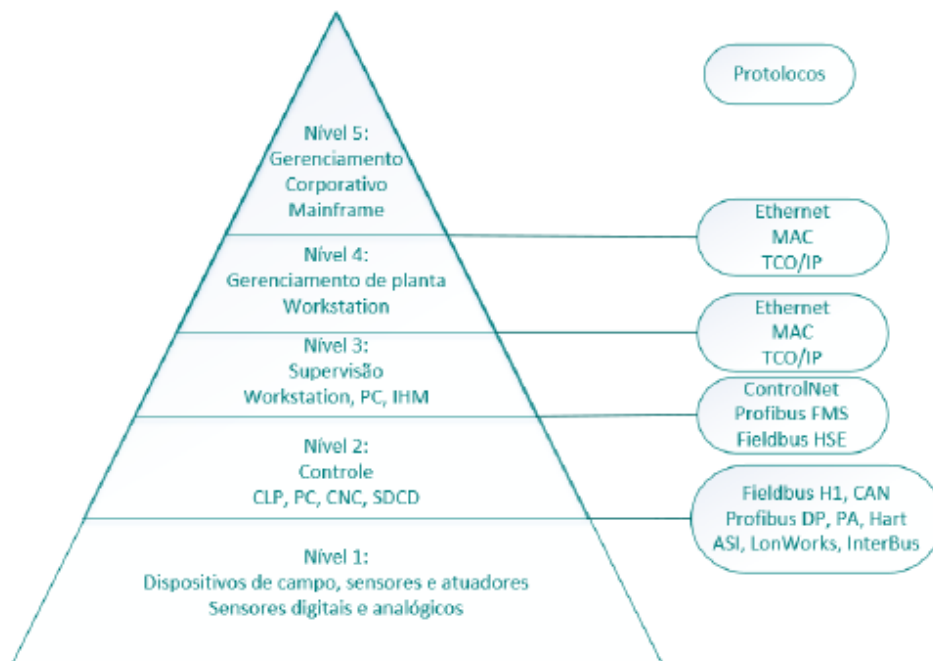 Protolocos
Nível 5:
Gerenciamento
Corporativo
Mainframe
Ethernet
MAC
TCO/IP
Nível 4:
Gerenciamento de planta
Workstation
Ethernet
MAC
TCO/IP
Nível 3:
Supervisão
Workstation, PC, IHM
ControlNet
Profibus FMS
Fieldbus HSE
Nível 2:
Controle
CLP, PC, CNC, SDCD
Fieldbus H1, CAN
Profibus DP, PA, Hart
ASI, LonWorks, InterBus
Nível 1:
Dispositivos de campo, sensores e atuadores
Sensores digitais e analógicos